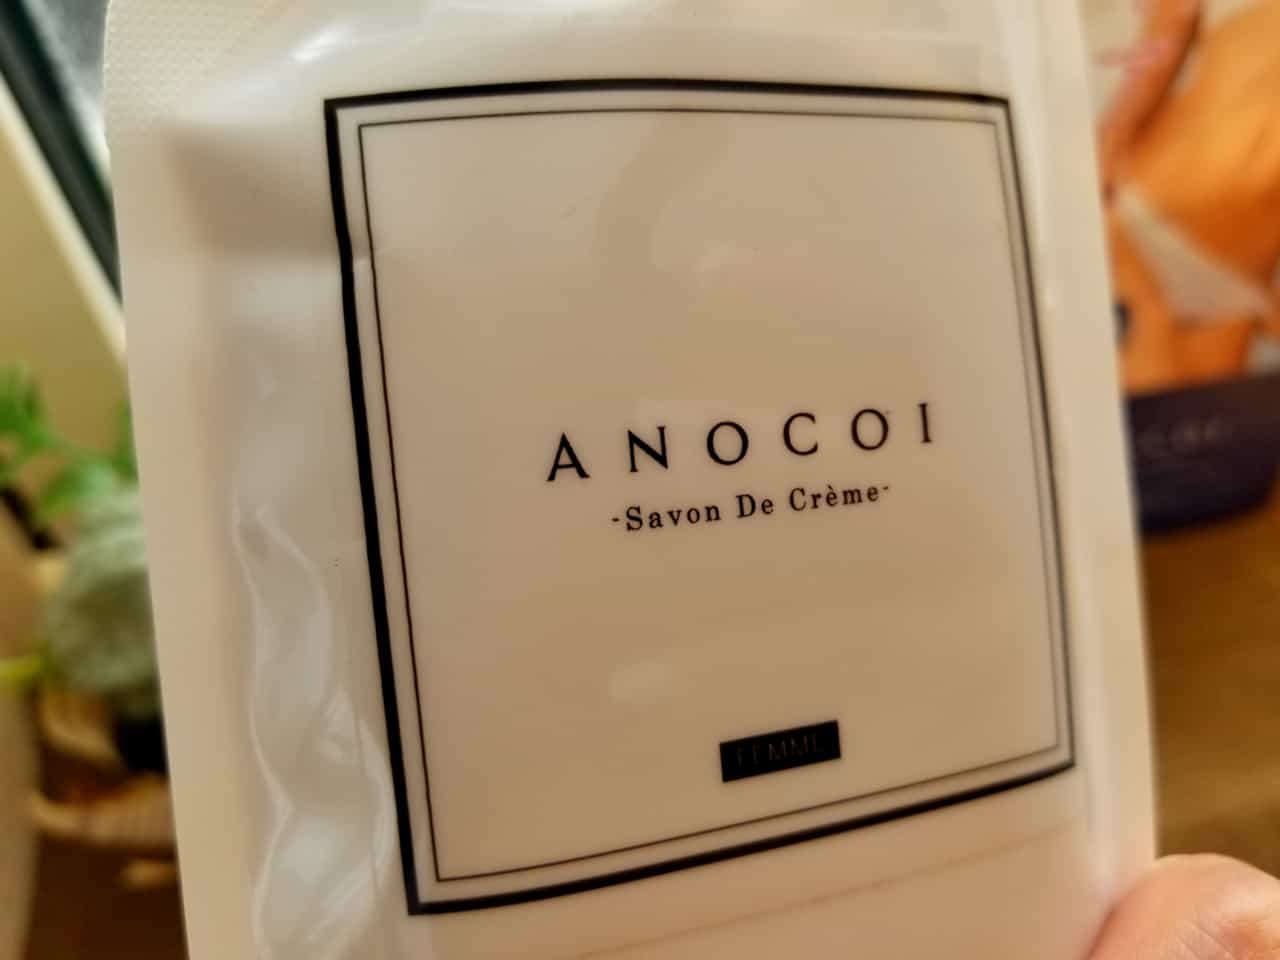 ANOCOI
-Savon De Crème-
FEMME